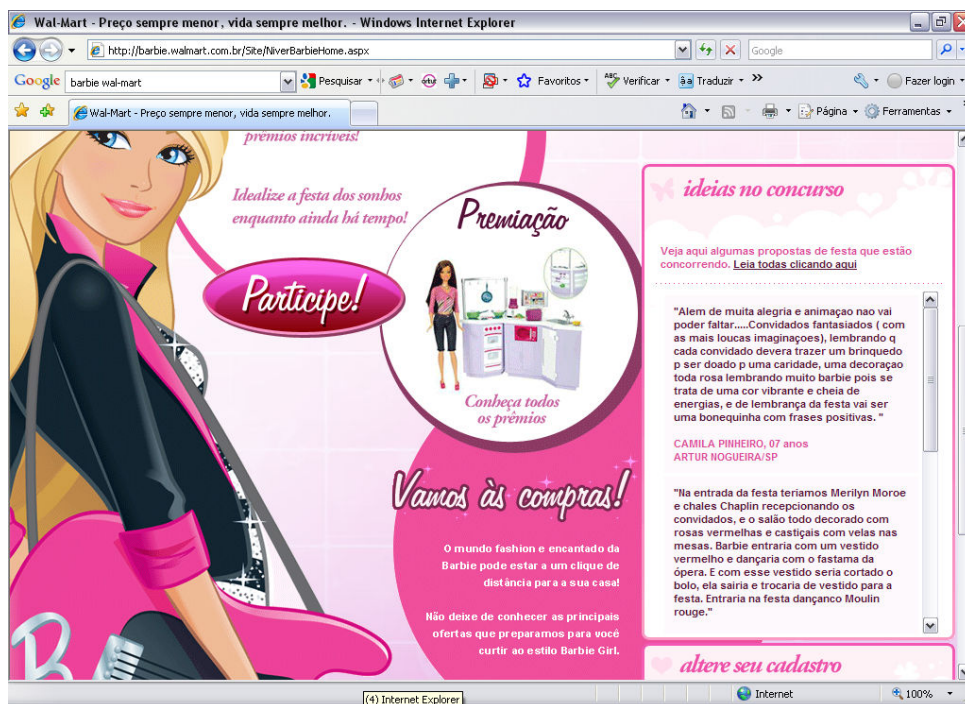 Wal-Mart - Preço sempre menor, vida sempre melhor. - Windows Internet Explorer
http://barbie.walmart.com.br/Site/NiverBarbieHome.aspx
Google
Google
barbie wal-mart
Pesquisar
Favoritos
ABC
Verificar
Traduzir
Fazer login
Wal-Mart - Preço sempre menor, vida sempre melhor.
Página
Ferramentas
prêmios incríveis!
Idealize a festa dos sonhos
enquanto ainda há tempo!
Participe!
Premiação
Conheça todos
os prêmios
Vamos às compras!
O mundo fashion e encantado da
Barbie pode estar a um clique de
distância para a sua casa!
Não deixe de conhecer as principais
ofertas que preparamos para você
curtir ao estilo Barbie Girl.
B
ideias no concurso
Veja aqui algumas propostas de festa que estão
concorrendo. Leia todas clicando aqui
"Alem de muita alegria e animaçao nao vai
poder faltar.....Convidados fantasiados ( com
as mais loucas imaginaçoes), lembrando q
cada convidado devera trazer um brinquedo
p ser doado p uma caridade, uma decoraçao
toda rosa lembrando muito barbie pois se
trata de uma cor vibrante e cheia de
energias, e de lembrança da festa vai ser
uma bonequinha com frases positivas. "
CAMILA PINHEIRO, 07 anos
ARTUR NOGUEIRA/SP
"Na entrada da festa teriamos Merilyn Moroe
e chales Chaplin recepcionando os
convidados, e o salão todo decorado com
rosas vermelhas e castiçais com velas nas
mesas. Barbie entraria com um vestido
vermelho e dançaria com o fastama da
ópera. E com esse vestido seria cortado o
bolo, ela sairia e trocaria de vestido para a
festa. Entraria na festa dançanco Moulin
rouge."
altere seu cadastro
(4) Internet Explorer
Internet
100%